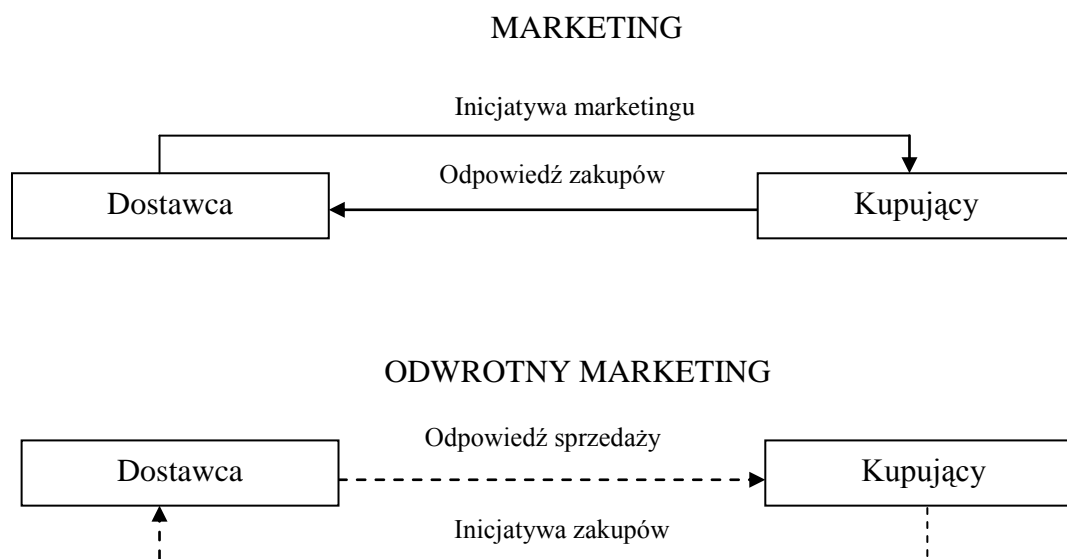 MARKETING
Inicjatywa marketingu
Odpowiedź zakupów
Dostawca
Kupujący
ODWROTNY MARKETING
Odpowiedź sprzedaży
Dostawca
Kupujący
Inicjatywa zakupów